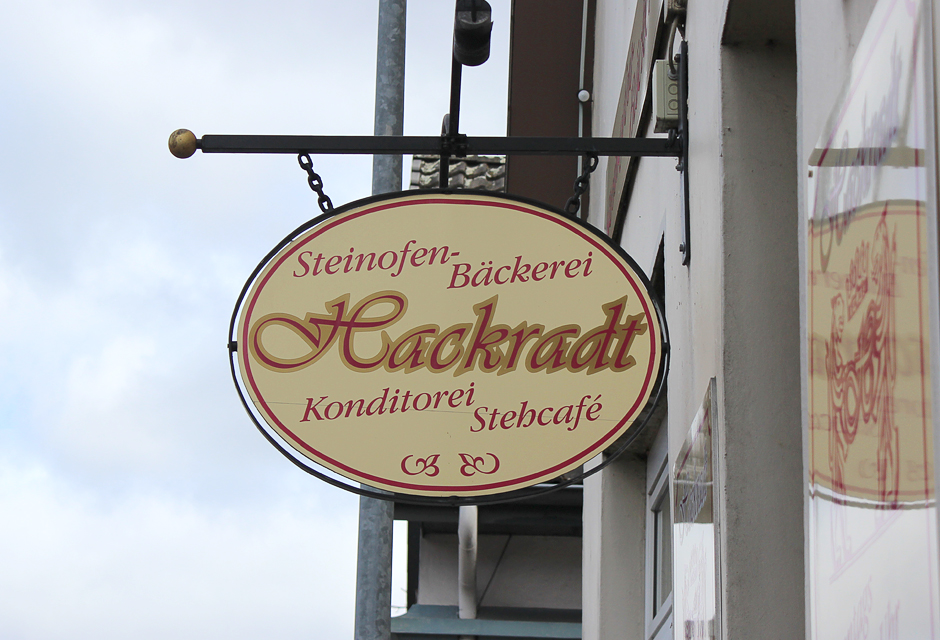 Steinofen-
Bäckerei
Hackradt
Konditorei
Stehcafé